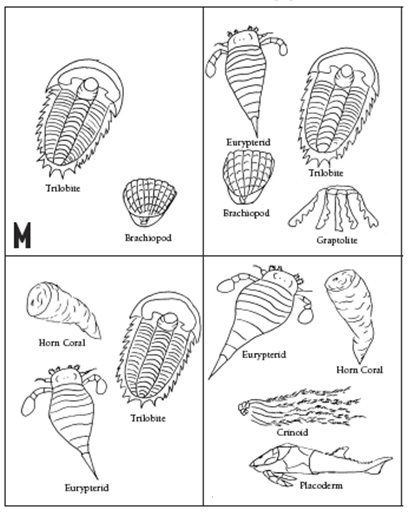 Trilobite
M
Brachiopod
Eurypterid
Trilobite
Brachiopod
Graptolite
Horn Coral
Trilobite
Eurypterid
Eurypterid
Horn Coral
Crinoid
Placoderm